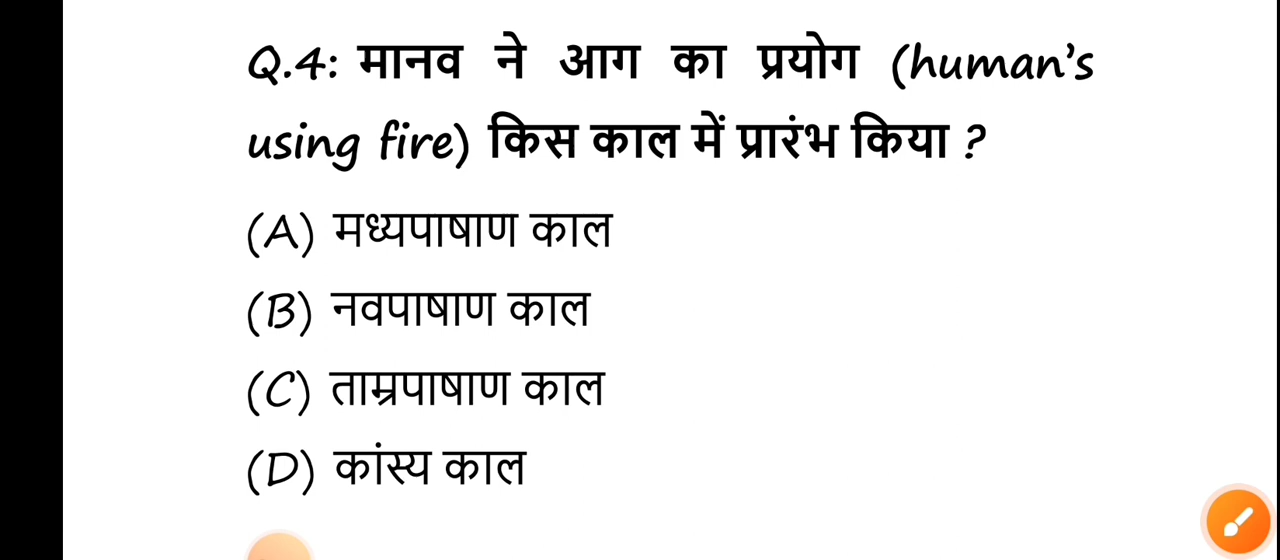 Q.4: मानव ने आग का प्रयोग (human's
using fire) किस काल में प्रारंभ किया ?
(A) मध्यपाषाण काल
(B) नवपाषाण काल
(C) ताम्रपाषाण काल
(D) कांस्य काल